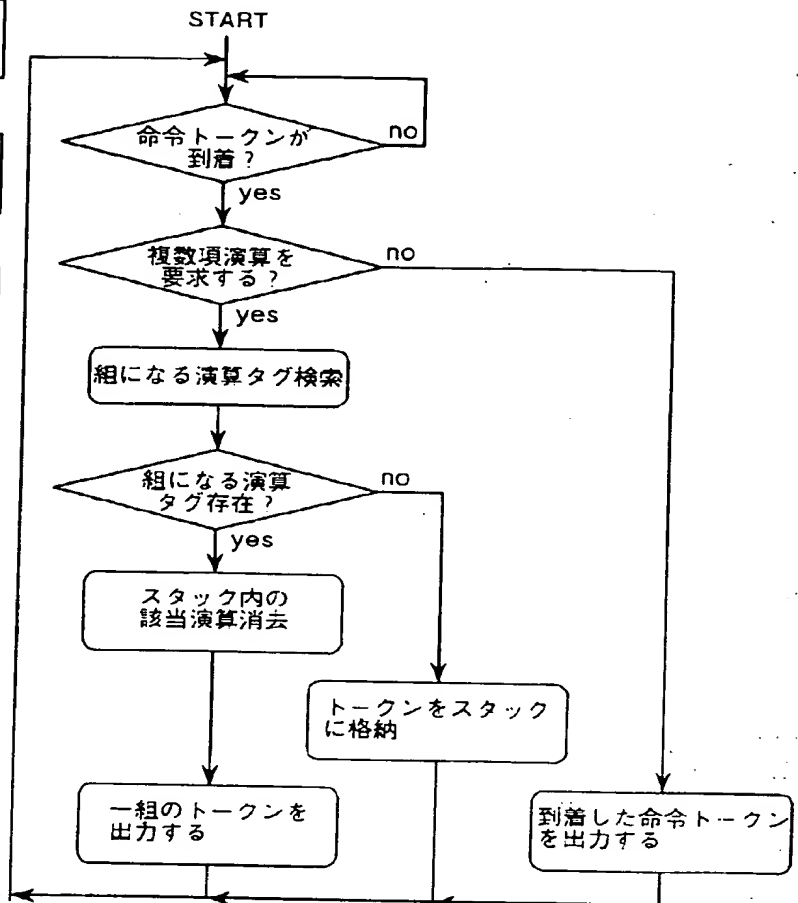 START
命令トークンが
到着?
no
yes
複数項演算を
要求する?
no
yes
組になる演算タグ検索
組になる演算
タグ存在?
no
yes
スタック内の
該当演算消去
トークンをスタック
に格納
一組のトークンを
出力する
到着した命令トークン
を出力する